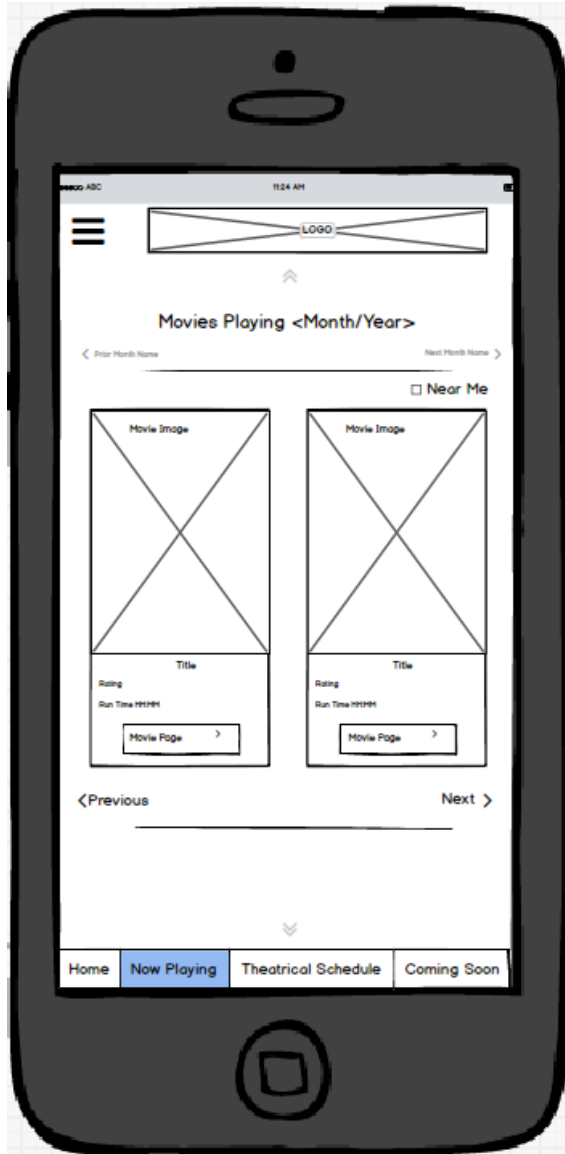 ABC 11:24 AM
LOGO
Movies Playing <Month/Year>
Prior Month Name Next Month Name
Near Me
Movie Image Movie Image
Title Title
Rating Rating
Run Time HH:MM Run Time HH:MM
Movie Page Movie Page
Previous Next
Home Now Playing Theatrical Schedule Coming Soon